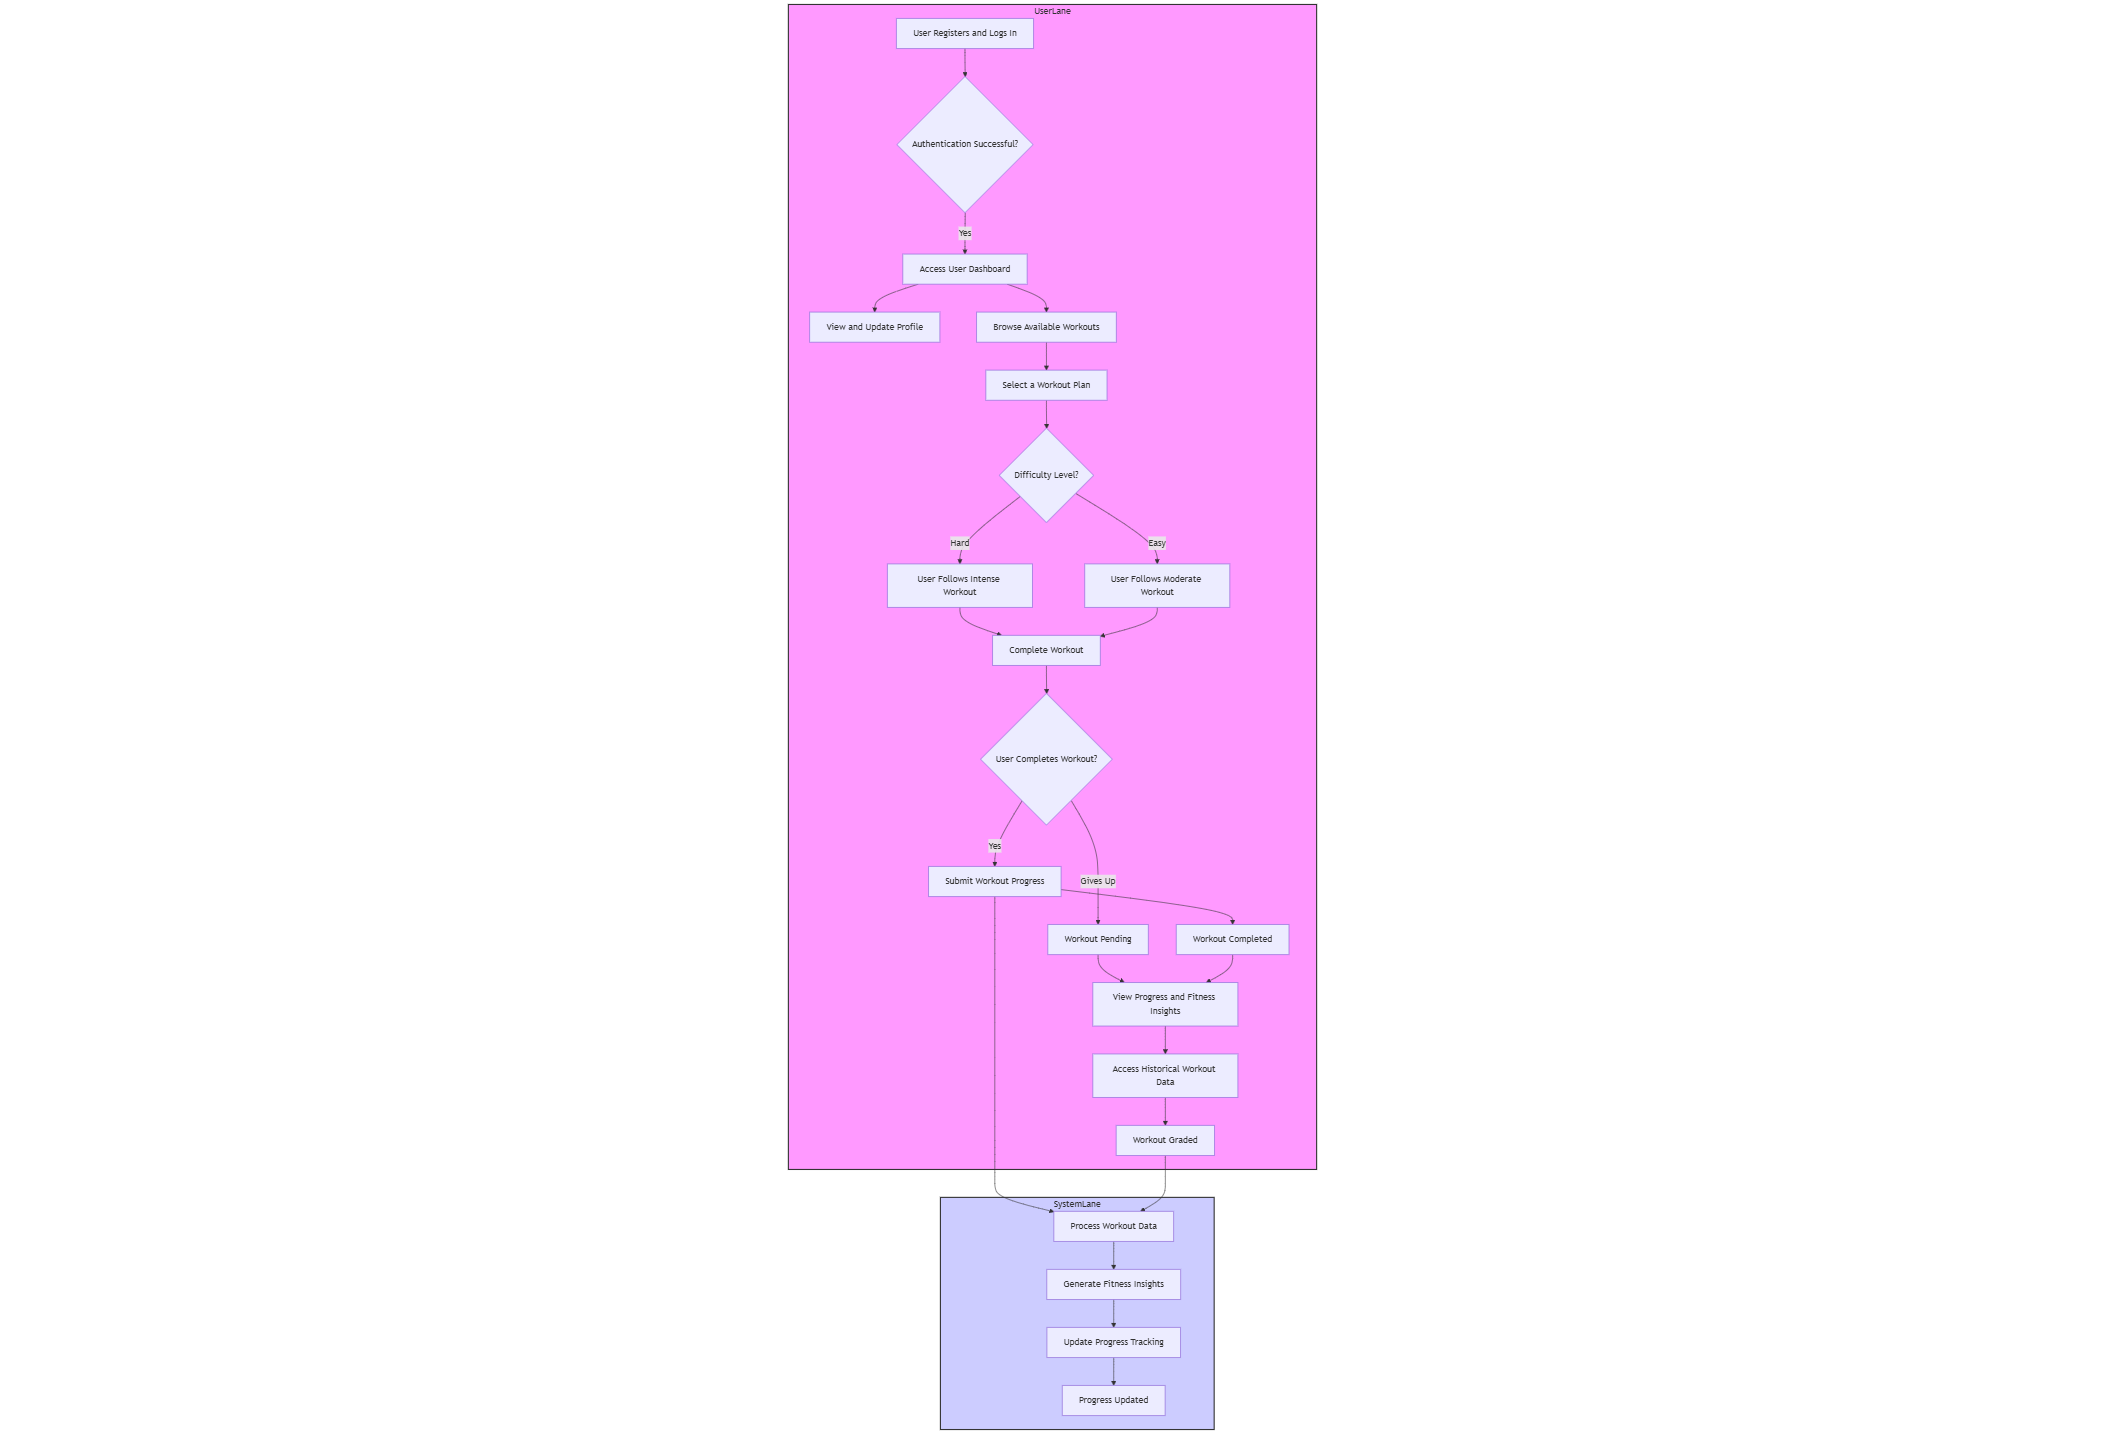 UserLane
User Registers and Logs In
Authentication Successful?
Yes
Access User Dashboard
View and Update Profile
Browse Available Workouts
Select a Workout Plan
Difficulty Level?
Hard
Easy
User Follows Intense
Workout
User Follows Moderate
Workout
Complete Workout
User Completes Workout?
Yes
Submit Workout Progress
Gives Up
Workout Pending
Workout Completed
View Progress and Fitness
Insights
Access Historical Workout
Data
Workout Graded
SystemLane
Process Workout Data
Generate Fitness Insights
Update Progress Tracking
Progress Updated